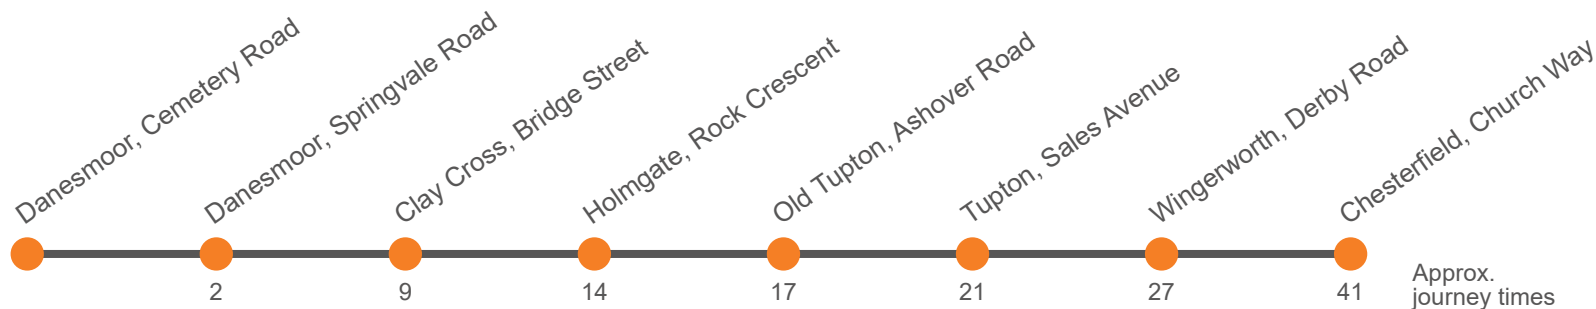 Danesmoor, Cemetery Road
Danesmoor, Springvale Road
Clay Cross, Bridge Street
Holmgate, Rock Crescent
Old Tupton, Ashover Road
Tupton, Sales Avenue
Wingerworth, Derby Road
Chesterfield, Church Way
2
9
14
17
21
27
41
Approx.
journey times